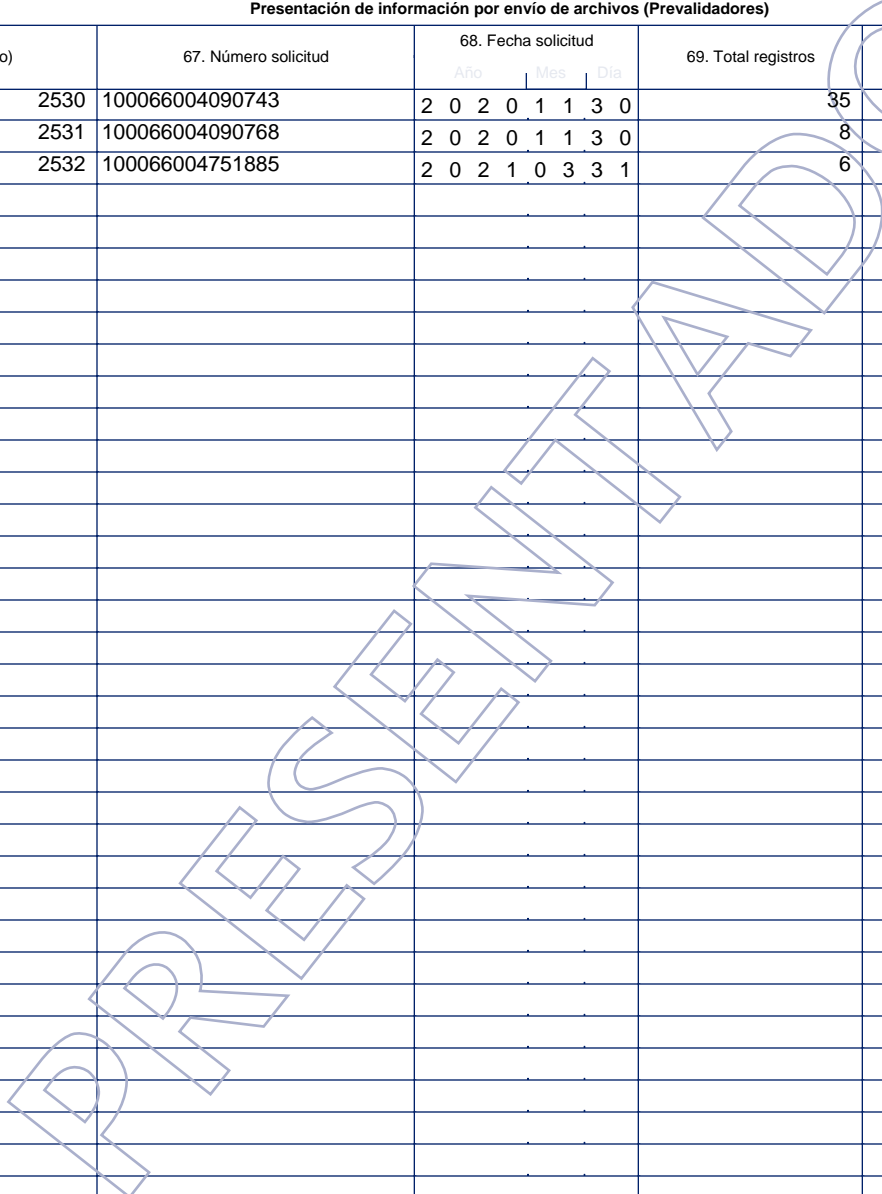 Presentación de información por envío de archivos (Prevalidadores)
o) 67. Número solicitud 68. Fecha solicitud 69. Total registros
Año Mes Día
2530 100066004090743 2 0 2 0 1 1 3 0 35
2531 100066004090768 2 0 2 0 1 1 3 0 8
2532 100066004751885 2 0 2 1 0 3 3 1 6
PRESENTADO